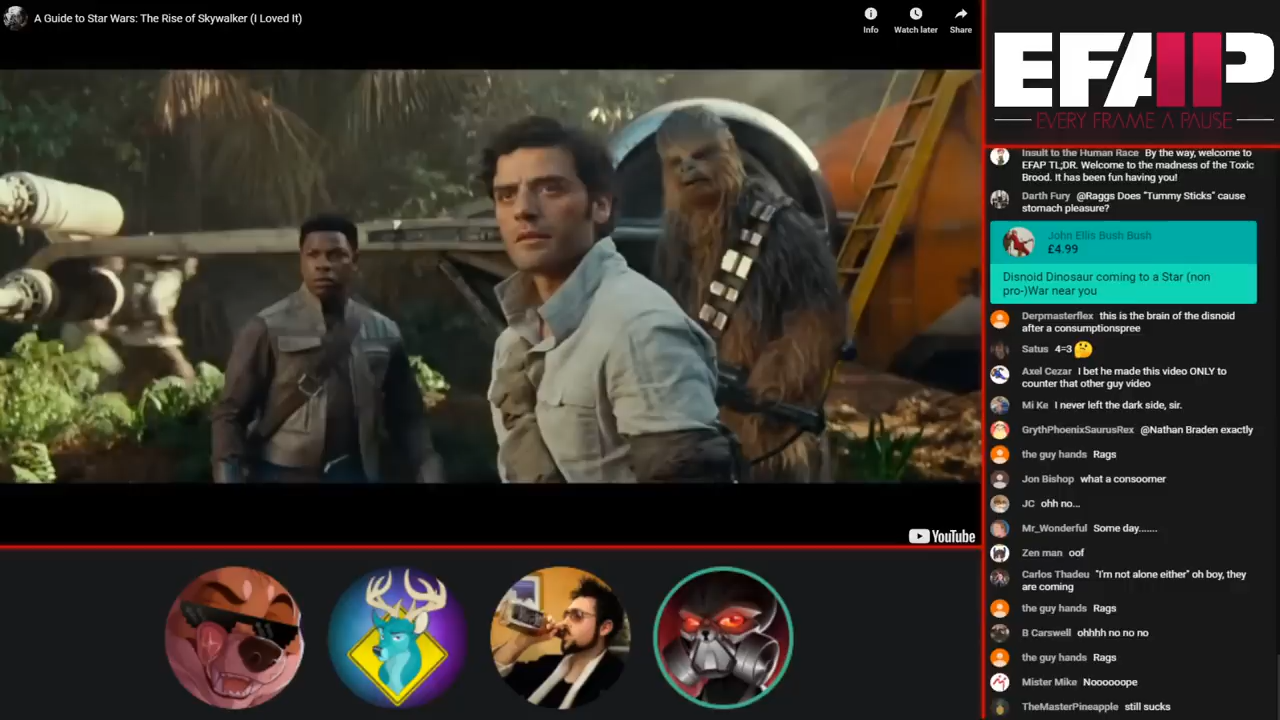 A Guide to Star Wars: The Rise of Skywalker (I Loved It)
Info
Watch later
Share
YouTube
EFAP
EVERY FRAME A PAUSE
Insult to the Human Race By the way, welcome to
EFAP TL;DR. Welcome to the madness of the Toxic
Brood. It has been fun having you!
Darth Fury @Raggs Does "Tummy Sticks" cause
stomach pleasure?
John Ellis Bush Bush
£4.99
Disnoid Dinosaur coming to a Star (non
pro-)War near you
Derpmasterflex this is the brain of the disnoid
after a consumptionspree
Satus 4=3 🤔
Axel Cezar I bet he made this video ONLY to
counter that other guy video
Mi Ke I never left the dark side, sir.
GrythPhoenixSaurusRex @Nathan Braden exactly
the guy hands Rags
Jon Bishop what a consoomer
JC ohh no...
Mr_Wonderful Some day.......
Zen man oof
Carlos Thadeu "I'm not alone either" oh boy, they
are coming
the guy hands Rags
B Carswell ohhhh no no no
the guy hands Rags
Mister Mike Nooooooope
TheMasterPineapple still sucks